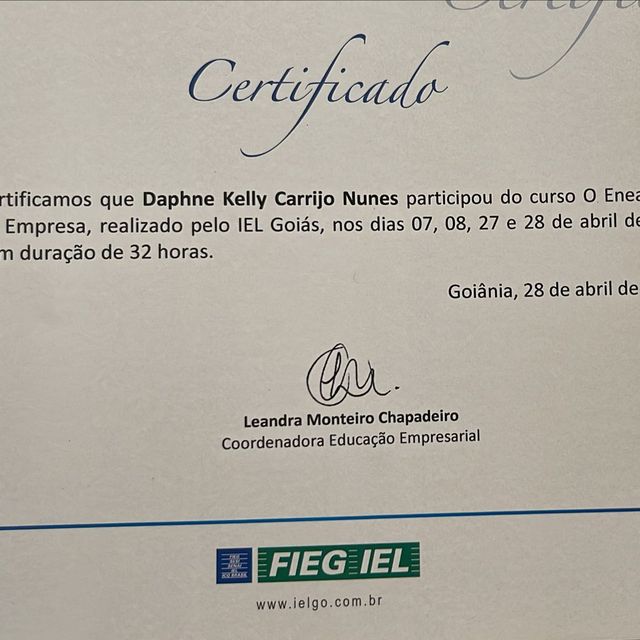 Certificado
rtificamos que Daphne Kelly Carrijo Nunes participou do curso O Enea
Empresa, realizado pelo IEL Goiás, nos dias 07, 08, 27 e 28 de abril de
m duração de 32 horas.
Goiânia, 28 de abril de
Leandra Monteiro Chapadeiro
Coordenadora Educação Empresarial
FIEG IEL
www.ielgo.com.br